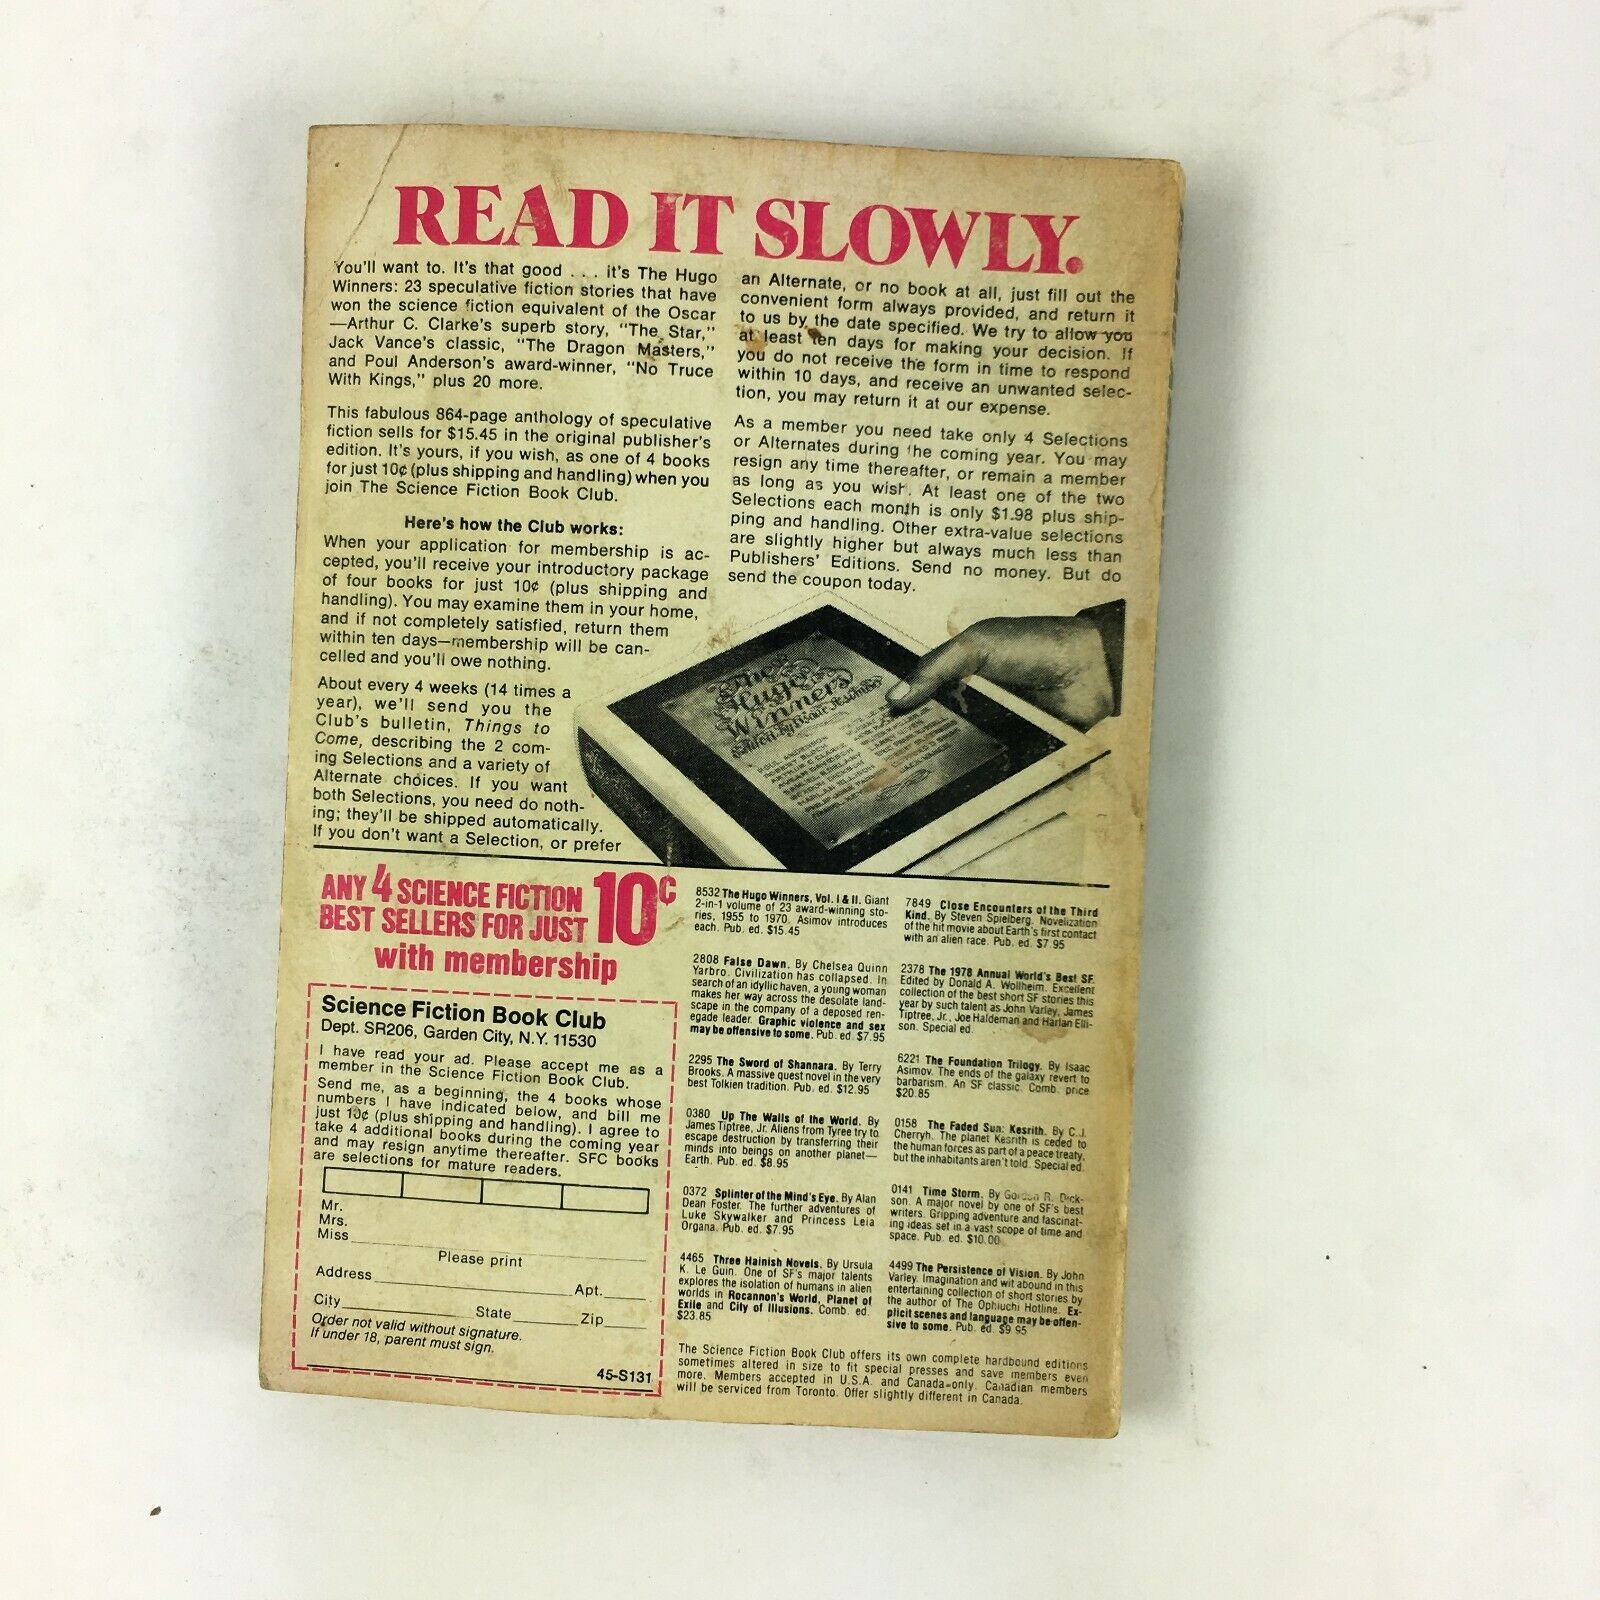 READ IT SLOWLY.
You'll want to. It's that good . . . it's The Hugo
Winners: 23 speculative fiction stories that have
won the science fiction equivalent of the Oscar
—Arthur C. Clarke's superb story, "The Star,"
Jack Vance's classic, "The Dragon Masters,"
and Poul Anderson's award-winner, "No Truce
With Kings," plus 20 more.
This fabulous 864-page anthology of speculative
fiction sells for $15.45 in the original publisher's
edition. It's yours, if you wish, as one of 4 books
for just 10¢ (plus shipping and handling) when you
join The Science Fiction Book Club.
Here's how the Club works:
When your application for membership is ac-
cepted, you'll receive your introductory package
of four books for just 10¢ (plus shipping and
handling). You may examine them in your home,
and if not completely satisfied, return them
within ten days—membership will be can-
celled and you'll owe nothing.
About every 4 weeks (14 times a
year), we'll send you the
Club's bulletin, Things to
Come, describing the 2 com-
ing Selections and a variety of
Alternate choices. If you want
both Selections, you need do noth-
ing; they'll be shipped automatically.
If you don't want a Selection, or prefer
an Alternate, or no book at all, just fill out the
convenient form always provided, and return it
to us by the date specified. We try to allow you
at least ten days for making your decision. If
you do not receive the form in time to respond
within 10 days, and receive an unwanted selec-
tion, you may return it at our expense.
As a member you need take only 4 Selections
or Alternates during the coming year. You may
resign any time thereafter, or remain a member
as long as you wish. At least one of the two
Selections each month is only $1.98 plus ship-
ping and handling. Other extra-value selections
are slightly higher but always much less than
Publishers' Editions. Send no money. But do
send the coupon today.
The
Hugo
Winners
Edited by Isaac Asimov
ANY 4 SCIENCE FICTION 10¢
BEST SELLERS FOR JUST
with membership
Science Fiction Book Club
Dept. SR206, Garden City, N.Y. 11530
I have read your ad. Please accept me as a
member in the Science Fiction Book Club.
Send me, as a beginning, the 4 books whose
numbers I have indicated below, and bill me
just 10¢ (plus shipping and handling). I agree to
take 4 additional books during the coming year
and may resign anytime thereafter. SFC books
are selections for mature readers.
Mr.
Mrs.
Miss
Please print
Address Apt.
City State Zip
Order not valid without signature.
If under 18, parent must sign.
45-S131
8532 The Hugo Winners, Vol. I & II. Giant
2-in-1 volume of 23 award-winning sto-
ries, 1955 to 1970. Asimov introduces
each. Pub. ed. $15.45
2808 False Dawn. By Chelsea Quinn
Yarbro. Civilization has collapsed. In
search of an idyllic haven, a young woman
makes her way across the desolate land-
scape in the company of a deposed ren-
egade leader. Graphic violence and sex
may be offensive to some. Pub. ed. $7.95
2295 The Sword of Shannara. By Terry
Brooks. A massive quest novel in the very
best Tolkien tradition. Pub. ed. $12.95
0380 Up The Walls of the World. By
James Tiptree, Jr. Aliens from Tyree try to
escape destruction by transferring their
minds into beings on another planet—
Earth. Pub. ed. $8.95
0372 Splinter of the Mind's Eye. By Alan
Dean Foster. The further adventures of
Luke Skywalker and Princess Leia
Organa. Pub. ed. $7.95
4465 Three Hainish Novels. By Ursula
K. Le Guin. One of SF's major talents
explores the isolation of humans in alien
worlds in Rocannon's World, Planet of
Exile and City of Illusions. Comb. ed.
$23.85
7849 Close Encounters of the Third
Kind. By Steven Spielberg. Novelization
of the hit movie about Earth's first contact
with an alien race. Pub. ed. $7.95
2378 The 1978 Annual World's Best SF.
Edited by Donald A. Wollheim. Excellent
collection of the best short SF stories this
year by such talent as John Varley, James
Tiptree, Jr., Joe Haldeman and Harlan Elli-
son. Special ed.
6221 The Foundation Trilogy. By Isaac
Asimov. The ends of the galaxy revert to
barbarism. An SF classic. Comb. price
$20.85
0158 The Faded Sun: Kesrith. By C.J.
Cherryh. The planet Kesrith is ceded to
the human forces as part of a peace treaty,
but the inhabitants aren't told. Special ed.
0141 Time Storm. By Gordon R. Dick-
son. A major novel by one of SF's best
writers. Gripping adventure and fascinat-
ing ideas set in a vast scope of time and
space. Pub. ed. $10.00
4499 The Persistence of Vision. By John
Varley. Imagination and wit abound in this
entertaining collection of short stories by
the author of The Ophiuchi Hotline. Ex-
plicit scenes and language may be offen-
sive to some. Pub. ed. $9.95
The Science Fiction Book Club offers its own complete hardbound editions
sometimes altered in size to fit special presses and save members even
more. Members accepted in U.S.A. and Canada only. Canadian members
will be serviced from Toronto. Offer slightly different in Canada.